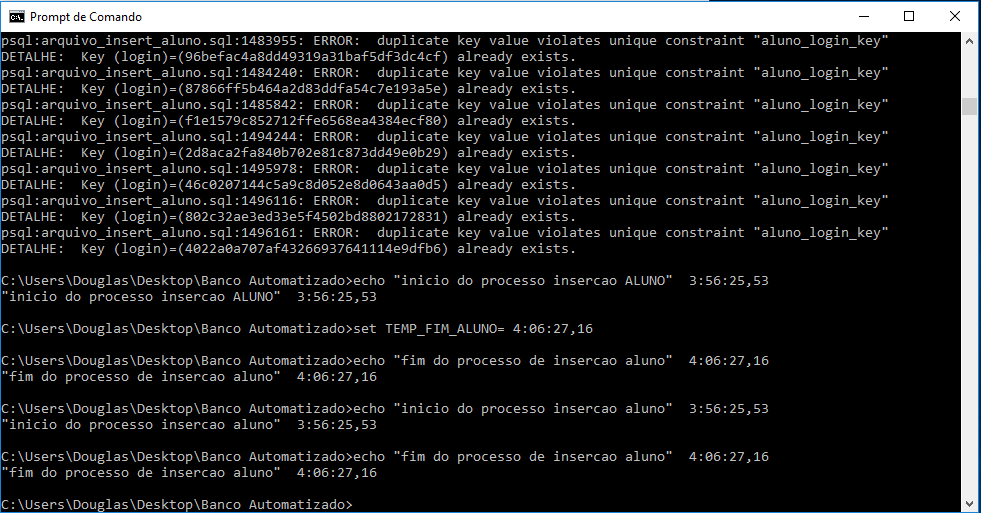 Prompt de Comando
psql:arquivo_insert_aluno.sql:1483955: ERROR:  duplicate key value violates unique constraint "aluno_login_key"
DETALHE:  Key (login)=(96befac4a8dd49319a31baf5df3dc4cf) already exists.
psql:arquivo_insert_aluno.sql:1484240: ERROR:  duplicate key value violates unique constraint "aluno_login_key"
DETALHE:  Key (login)=(87866ff5b464a2d83ddfa54c7e193a5e) already exists.
psql:arquivo_insert_aluno.sql:1485842: ERROR:  duplicate key value violates unique constraint "aluno_login_key"
DETALHE:  Key (login)=(f1e1579c852712ffe6568ea4384ecf80) already exists.
psql:arquivo_insert_aluno.sql:1494244: ERROR:  duplicate key value violates unique constraint "aluno_login_key"
DETALHE:  Key (login)=(2d8aca2fa840b702e81c873dd49e0b29) already exists.
psql:arquivo_insert_aluno.sql:1495978: ERROR:  duplicate key value violates unique constraint "aluno_login_key"
DETALHE:  Key (login)=(46c0207144c5a9c8d052e8d0643aa0d5) already exists.
psql:arquivo_insert_aluno.sql:1496116: ERROR:  duplicate key value violates unique constraint "aluno_login_key"
DETALHE:  Key (login)=(802c32ae3ed33e5f4502bd8802172831) already exists.
psql:arquivo_insert_aluno.sql:1496161: ERROR:  duplicate key value violates unique constraint "aluno_login_key"
DETALHE:  Key (login)=(4022a0a707af43266937641114e9dfb6) already exists.
C:\Users\Douglas\Desktop\Banco Automatizado>echo "inicio do processo insercao ALUNO"  3:56:25,53
"inicio do processo insercao ALUNO"  3:56:25,53
C:\Users\Douglas\Desktop\Banco Automatizado>set TEMP_FIM_ALUNO= 4:06:27,16
C:\Users\Douglas\Desktop\Banco Automatizado>echo "fim do processo de insercao aluno"  4:06:27,16
"fim do processo de insercao aluno"  4:06:27,16
C:\Users\Douglas\Desktop\Banco Automatizado>echo "inicio do processo insercao aluno"  3:56:25,53
"inicio do processo insercao aluno"  3:56:25,53
C:\Users\Douglas\Desktop\Banco Automatizado>echo "fim do processo de insercao aluno"  4:06:27,16
"fim do processo de insercao aluno"  4:06:27,16
C:\Users\Douglas\Desktop\Banco Automatizado>